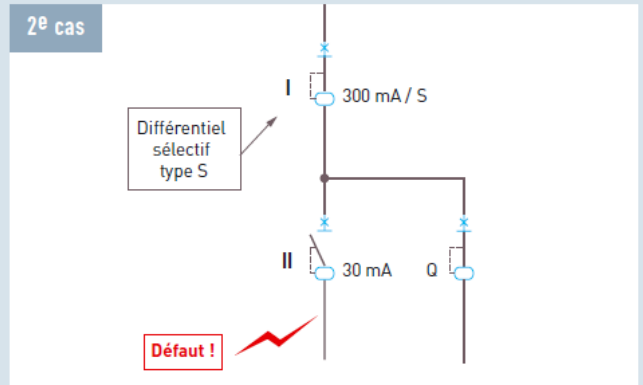 2e cas
I
300 mA / S
Différentiel
sélectif
type S
II
30 mA
Q
Défaut !